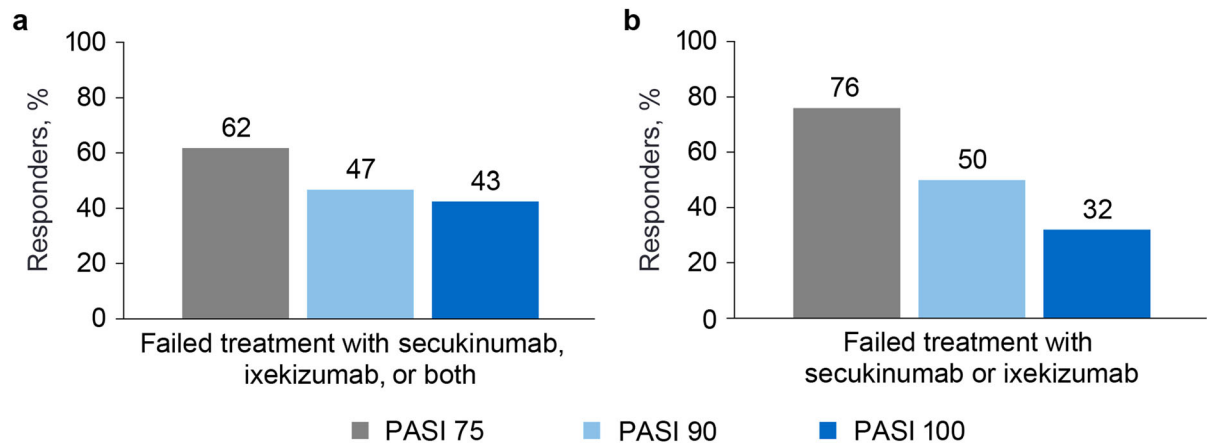 a
100
80
60
40
20
0
Responders, %
62
47
43
Failed treatment with secukinumab,
ixekizumab, or both
b
100
80
60
40
20
0
Responders, %
76
50
32
Failed treatment with
secukinumab or ixekizumab
PASI 75
PASI 90
PASI 100